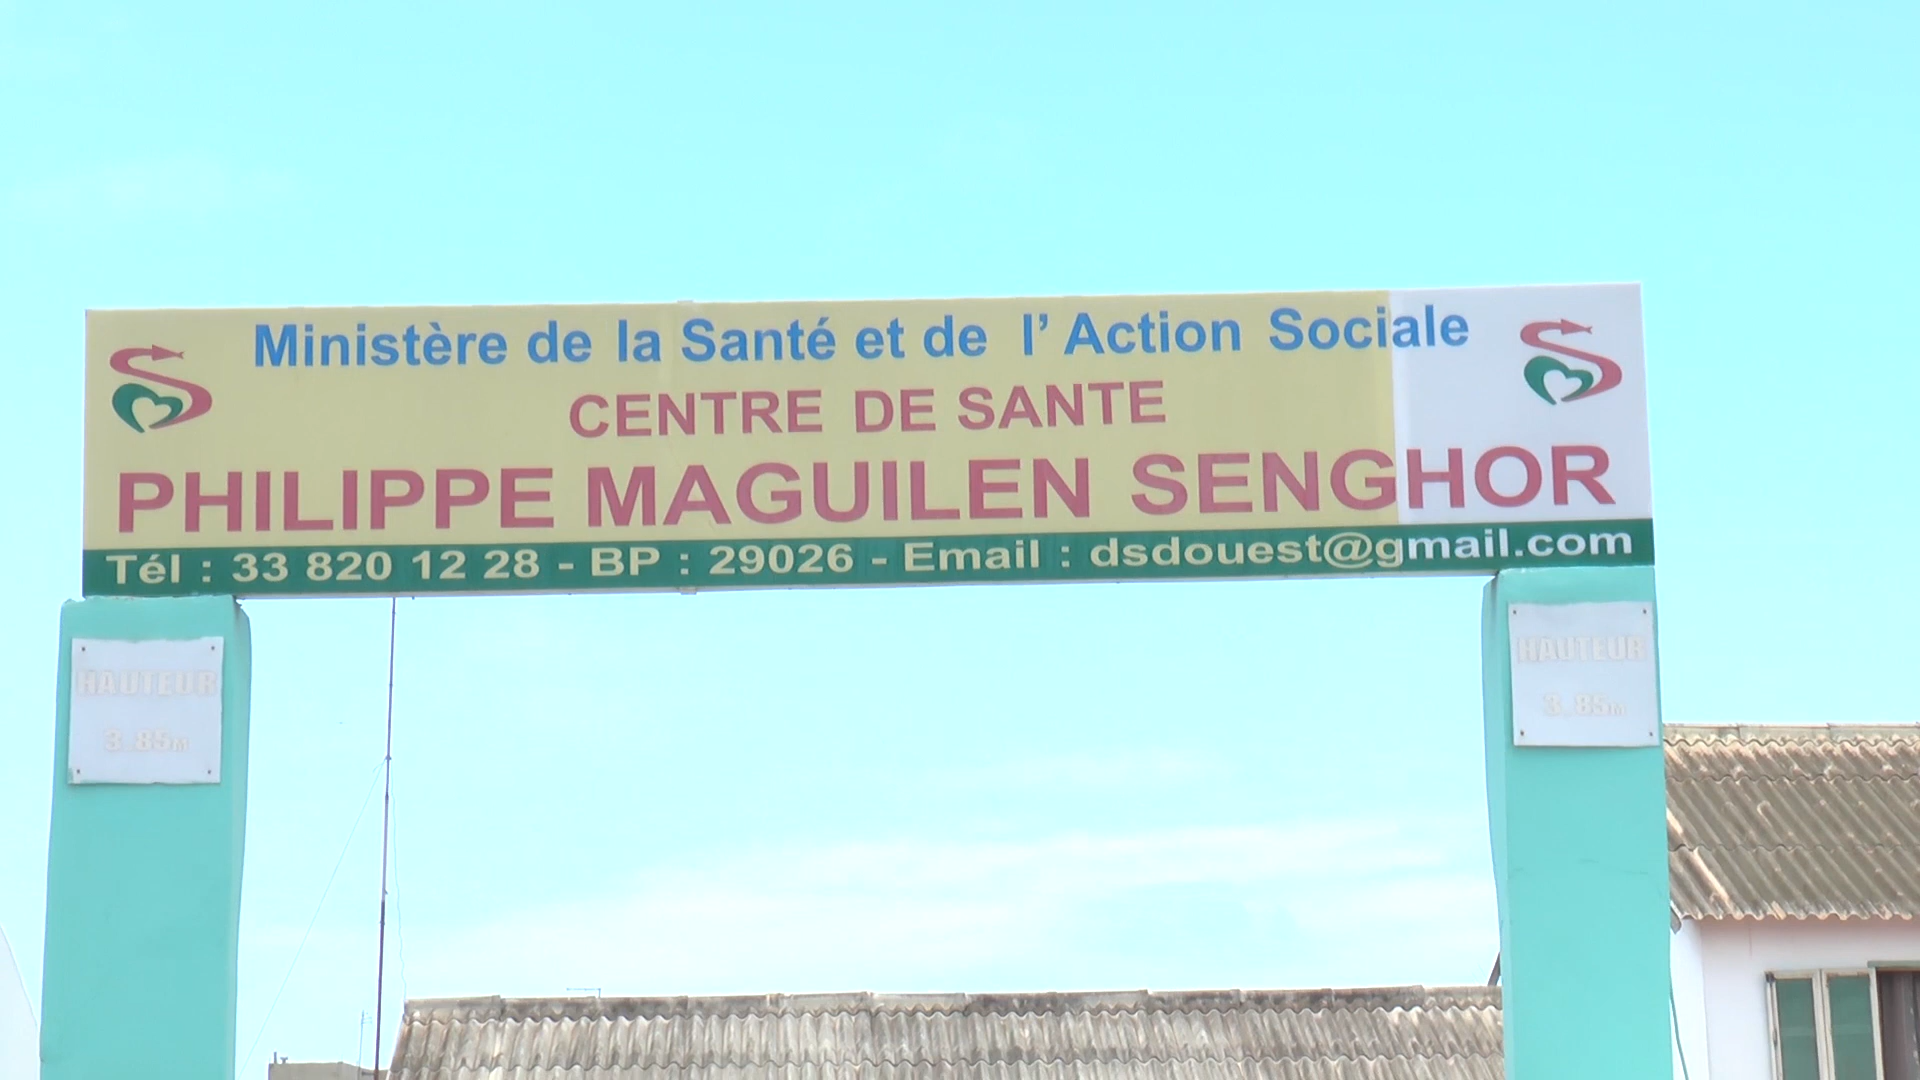 Ministère de la Santé et de l' Action Sociale
CENTRE DE SANTE
PHILIPPE MAGUILEN SENGHOR
Tél : 33 820 12 28 - BP : 29026 - Email : dsdouest@gmail.com
HAUTEUR
3.85M
HAUTEUR
3.85M